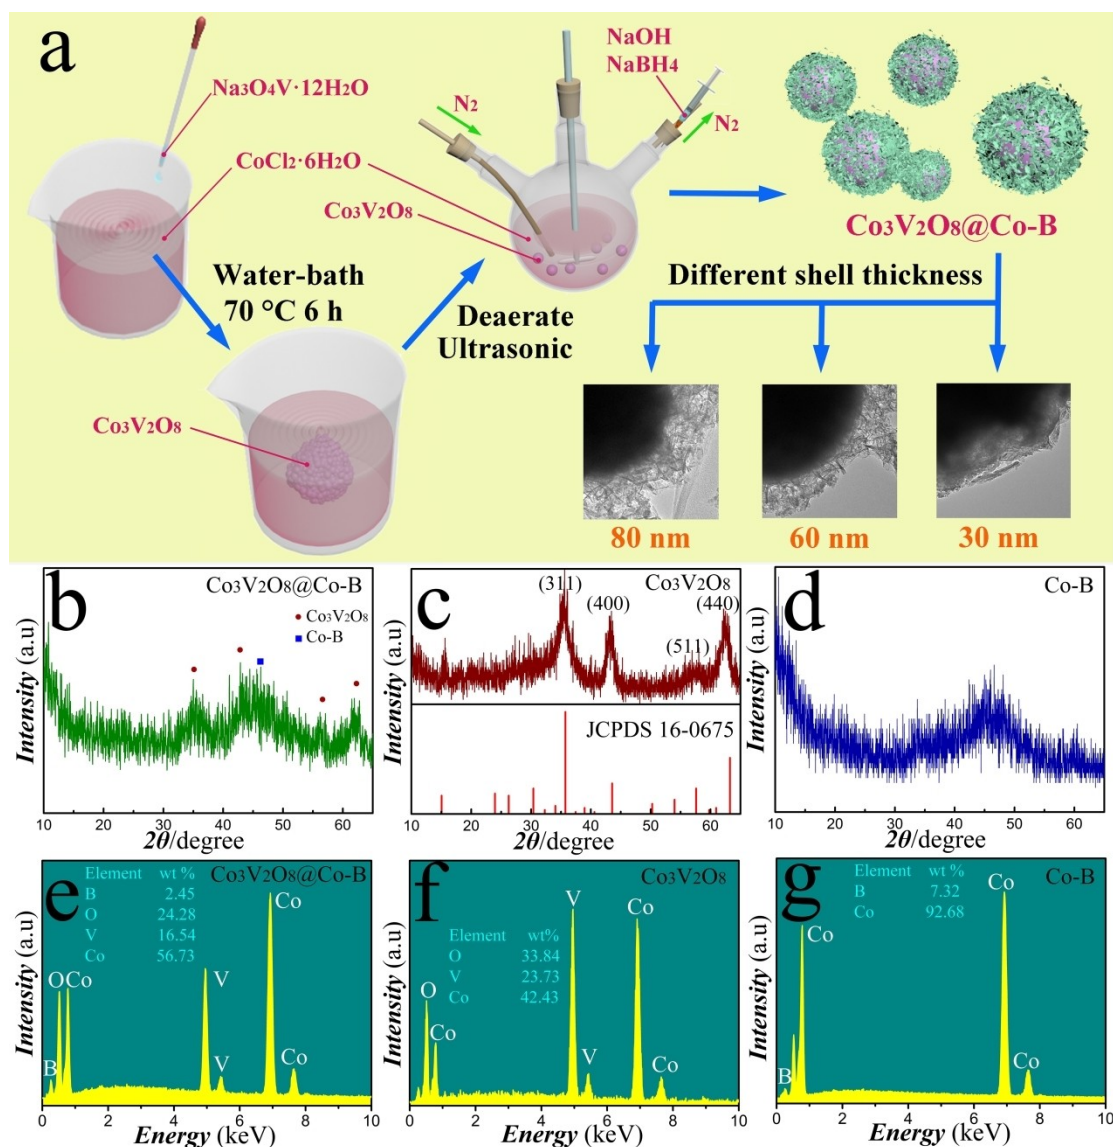 a
Na3O4V·12H2O
CoCl2·6H2O
Co3V2O8
N2
NaOH
NaBH4
N2
Co3V2O8@Co-B
Water-bath
70 °C 6 h
Deaerate
Ultrasonic
Different shell thickness
Co3V2O8
80 nm
60 nm
30 nm
b
Co3V2O8@Co-B
Co3V2O8
Co-B
Intensity (a.u)
10 20 30 40 50 60
2θ/degree
c
Co3V2O8
(311)
(400)
(511)
(440)
JCPDS 16-0675
Intensity (a.u)
10 20 30 40 50 60
2θ/degree
d
Co-B
Intensity (a.u)
10 20 30 40 50 60
2θ/degree
e
Co3V2O8@Co-B
Element wt %
B 2.45
O 24.28
V 16.54
Co 56.73
B
O
Co
V
V
Co
Co
Intensity (a.u)
0 2 4 6 8 10
Energy (keV)
f
Co3V2O8
Element wt%
O 33.84
V 23.73
Co 42.43
O
Co
V
V
Co
Co
Intensity (a.u)
0 2 4 6 8 10
Energy (keV)
g
Co-B
Element wt %
B 7.32
Co 92.68
B
Co
Co
Co
Intensity (a.u)
0 2 4 6 8 10
Energy (keV)